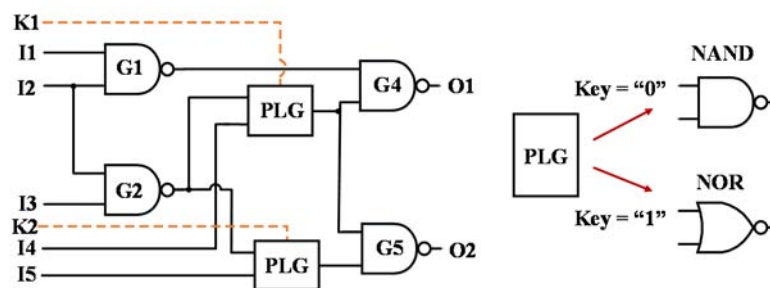 K1
I1
I2
G1
G4
O1
PLG
G2
I3
K2
I4
I5
PLG
G5
O2
NAND
Key = “0”
PLG
NOR
Key = “1”